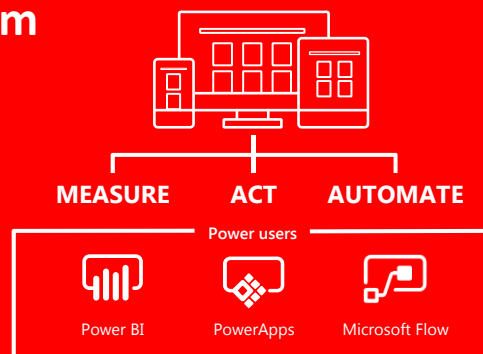 m
MEASURE ACT AUTOMATE
Power users
Power BI PowerApps Microsoft Flow